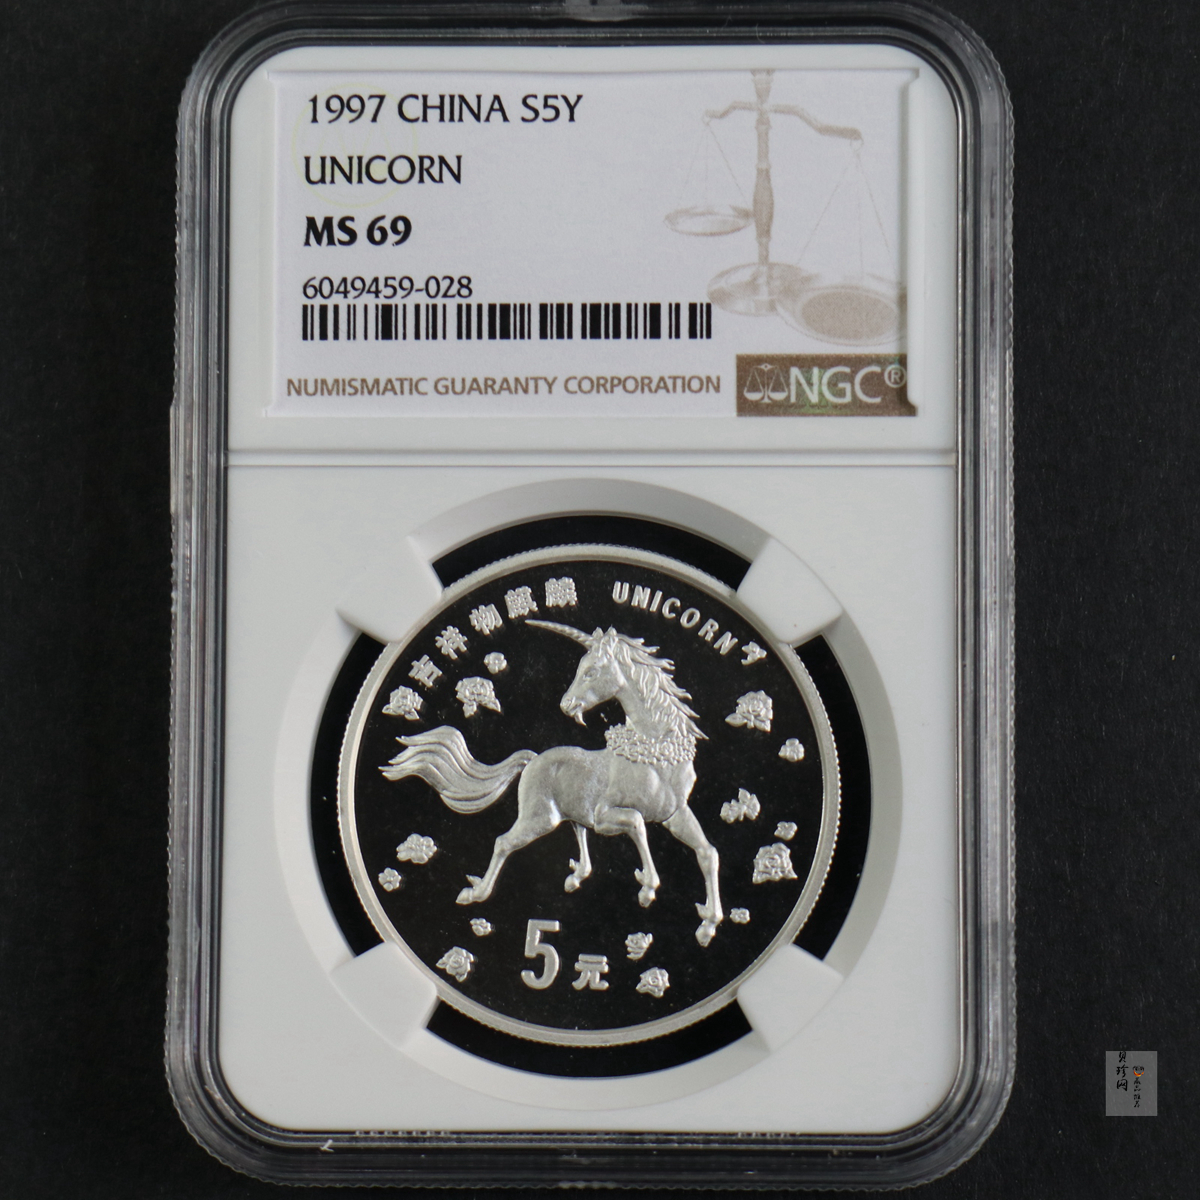 1997 CHINA S5Y
UNICORN
MS 69
6049459-028
NUMISMATIC GUARANTY CORPORATION
NGC®
吉祥物麒麟 UNICORN
5元